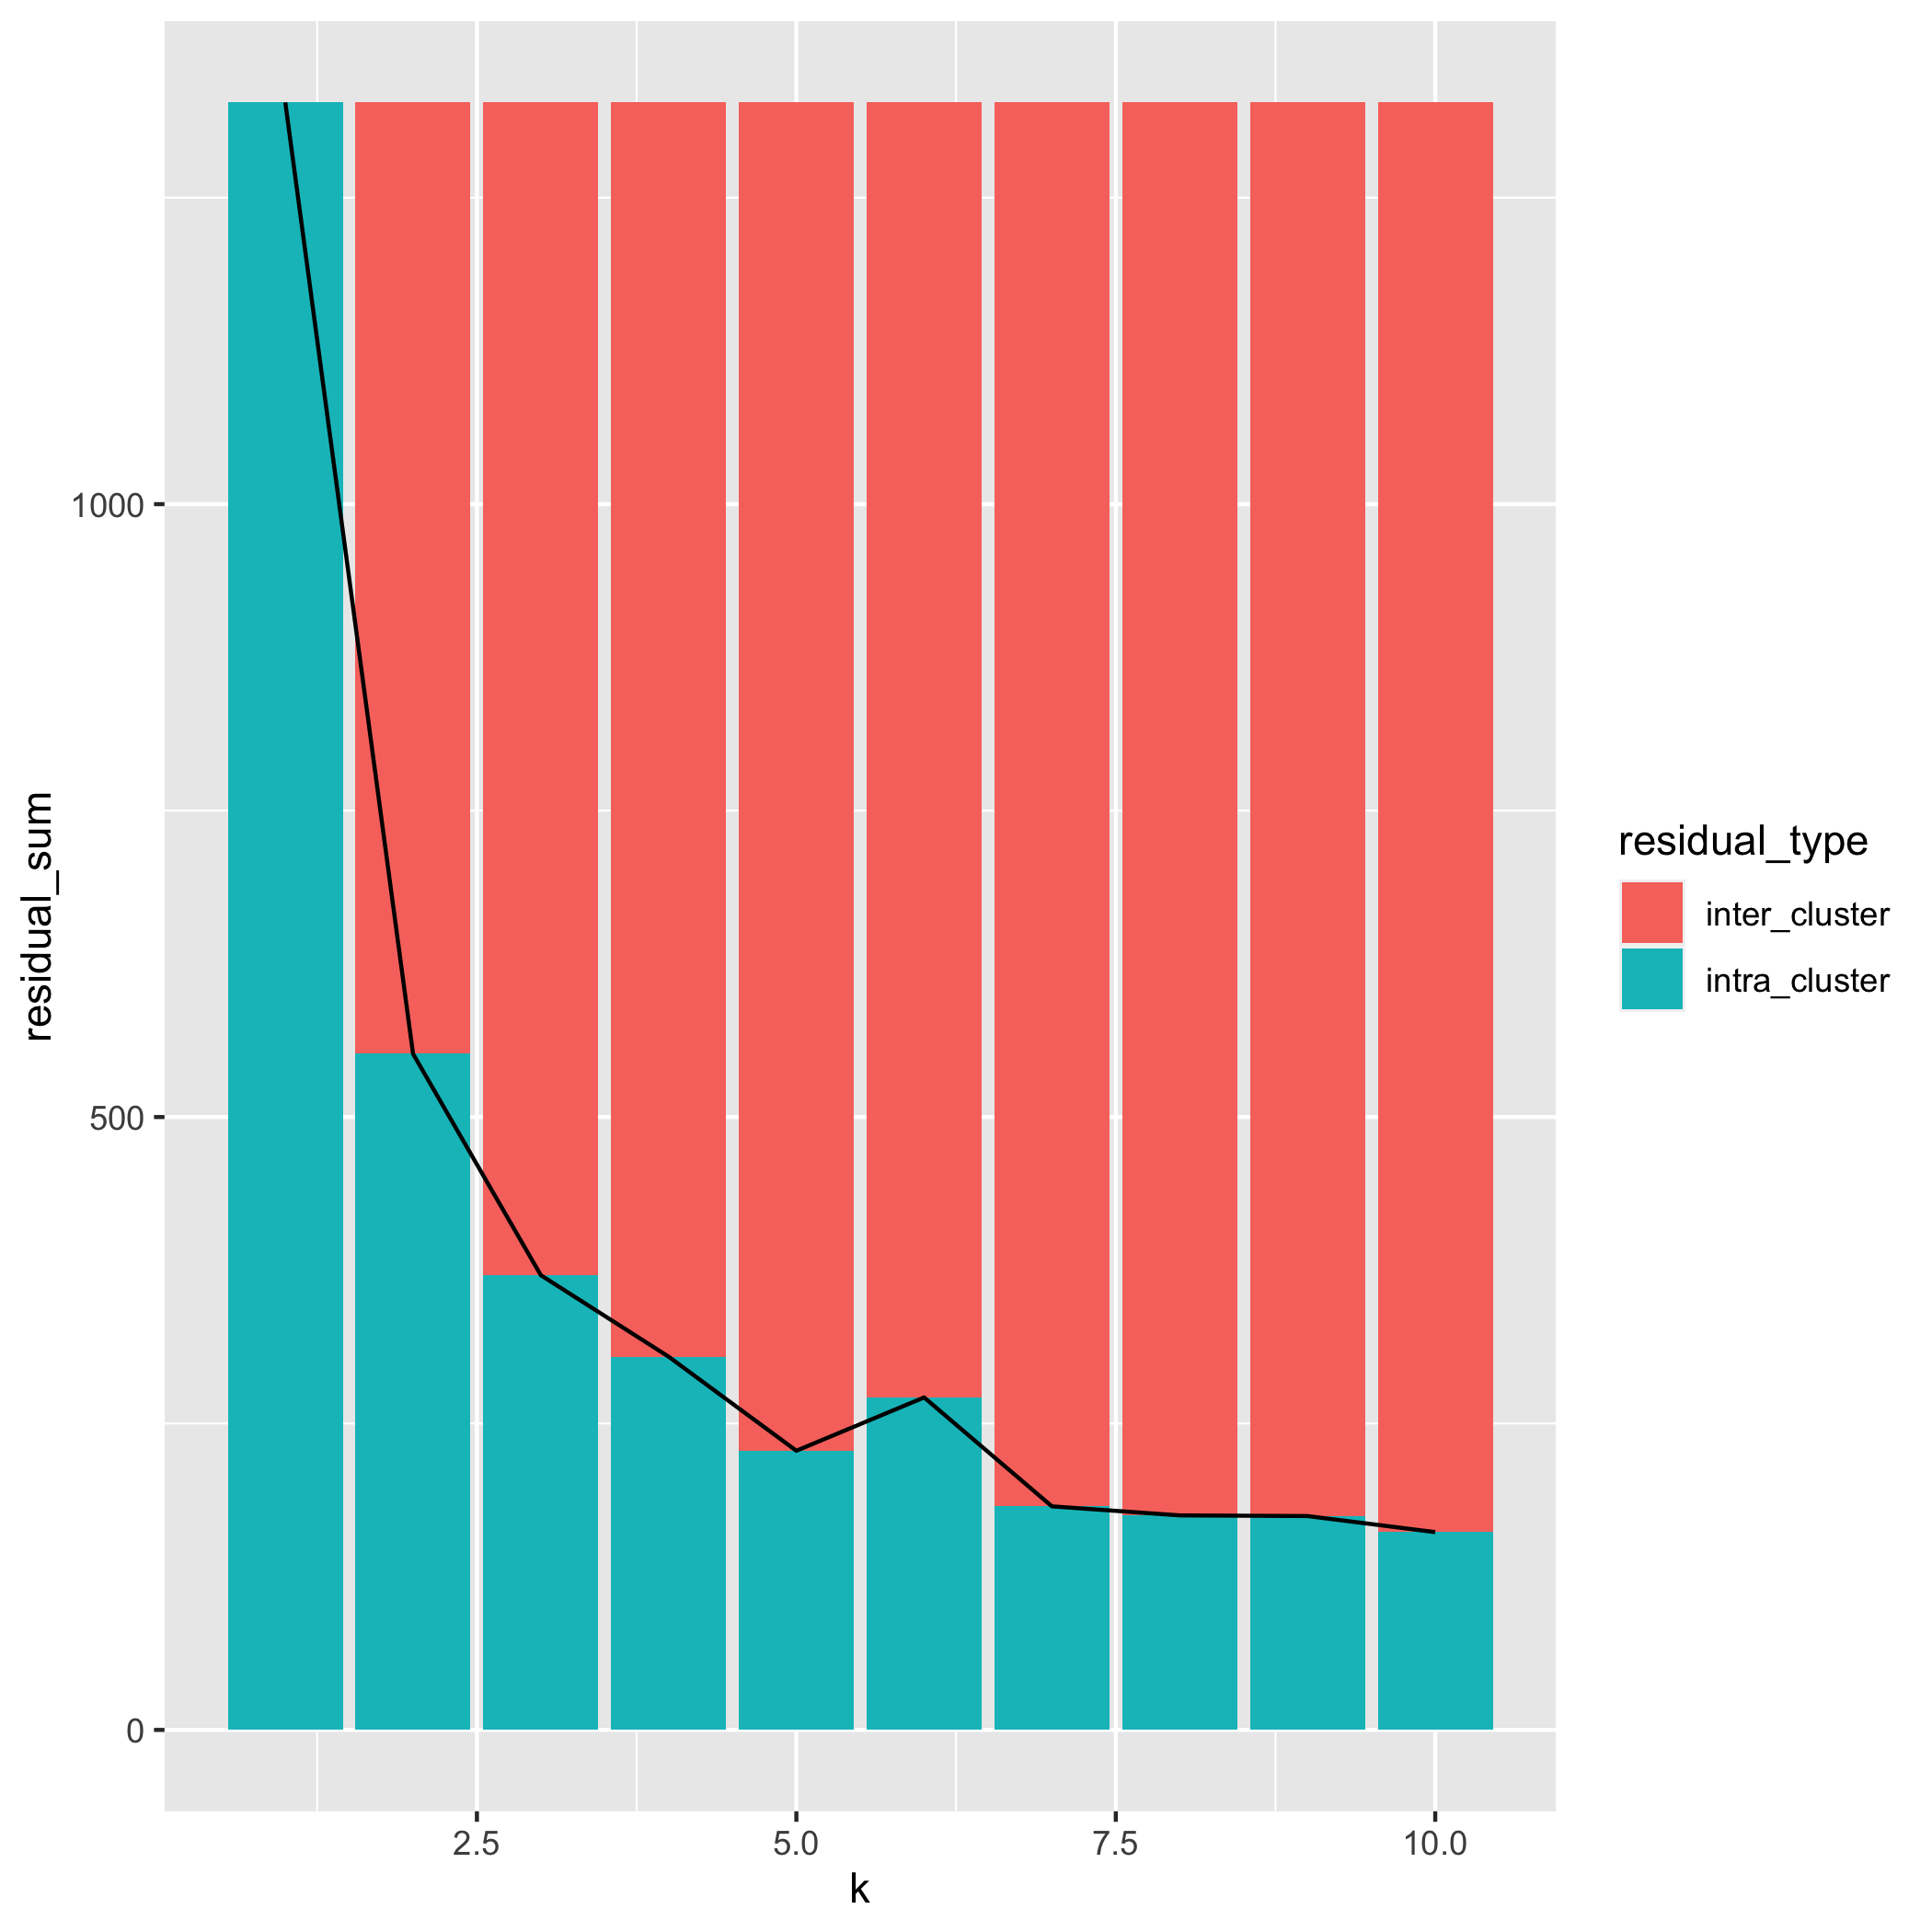 residual_sum
1000
500
0
2.5 5.0 7.5 10.0
k
residual_type
inter_cluster
intra_cluster